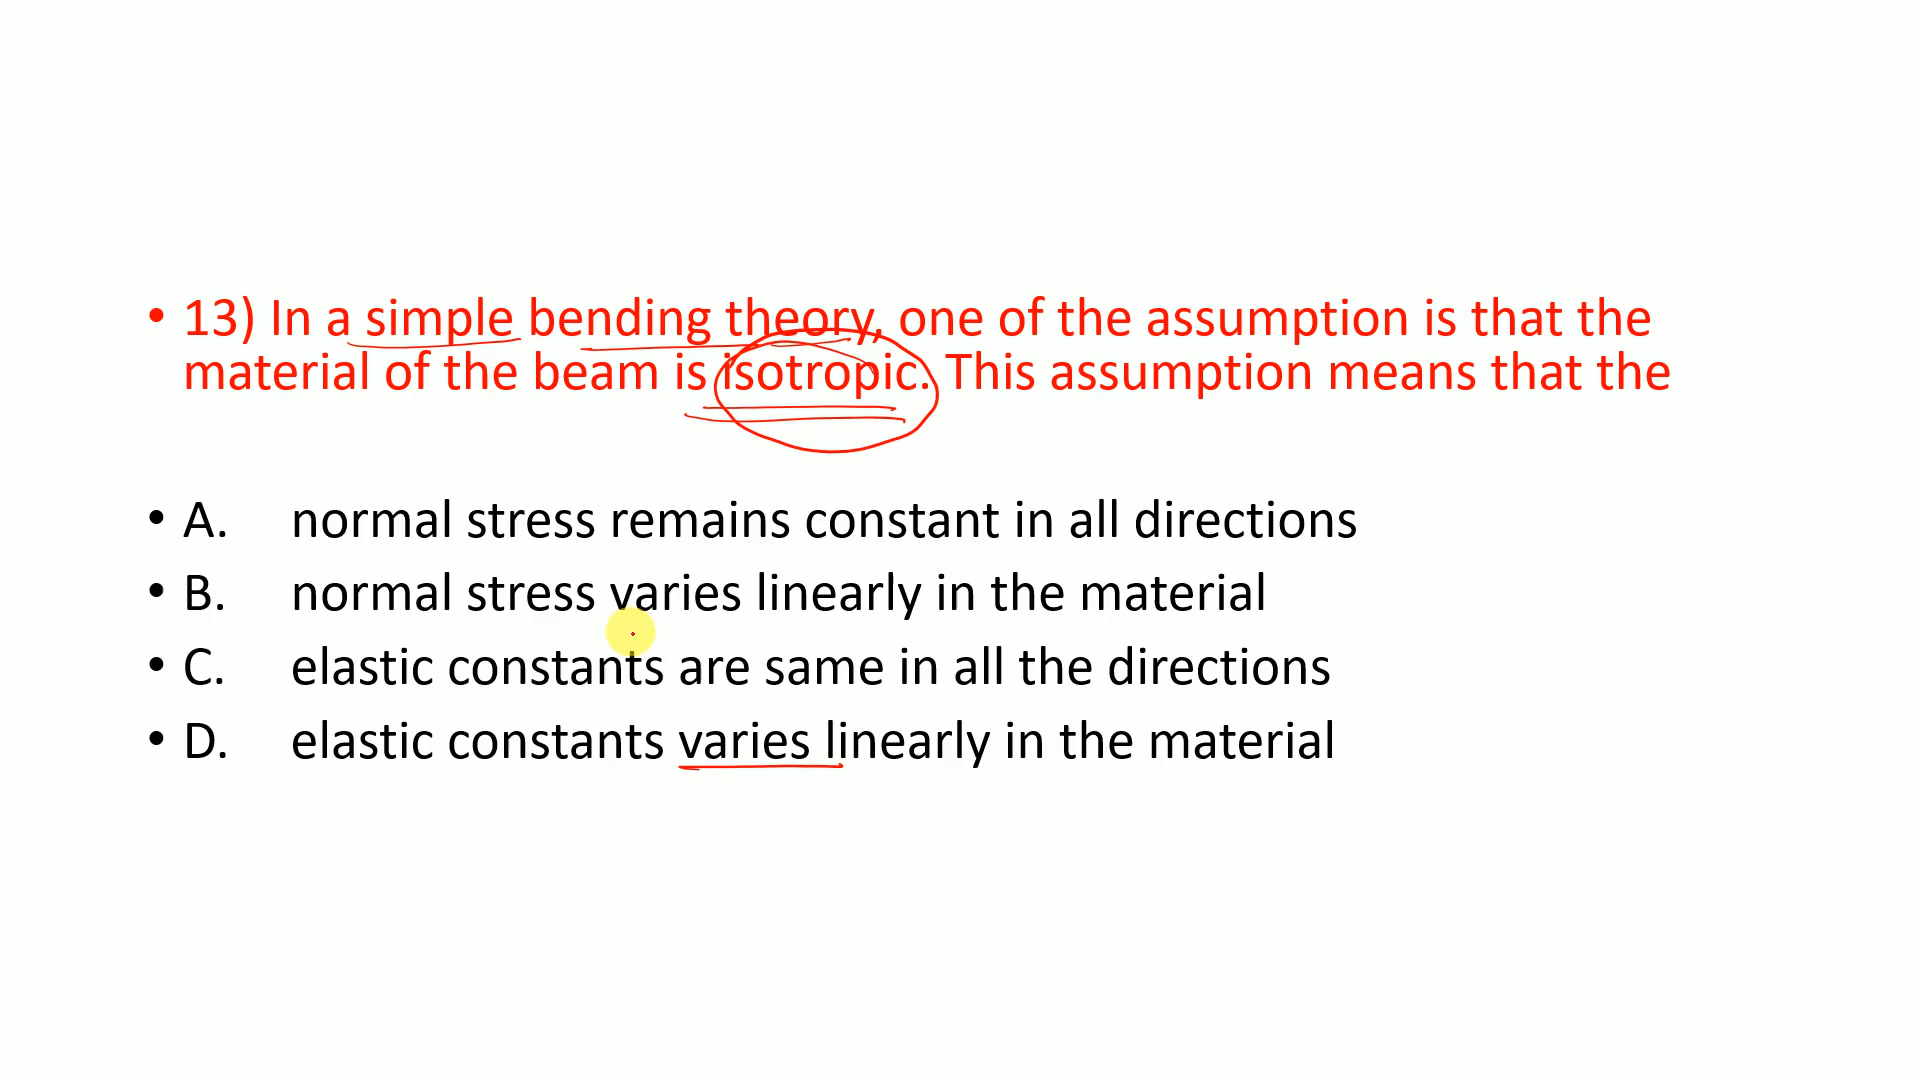 • 13) In a simple bending theory, one of the assumption is that the
material of the beam is isotropic. This assumption means that the
• A. normal stress remains constant in all directions
• B. normal stress varies linearly in the material
• C. elastic constants are same in all the directions
• D. elastic constants varies linearly in the material